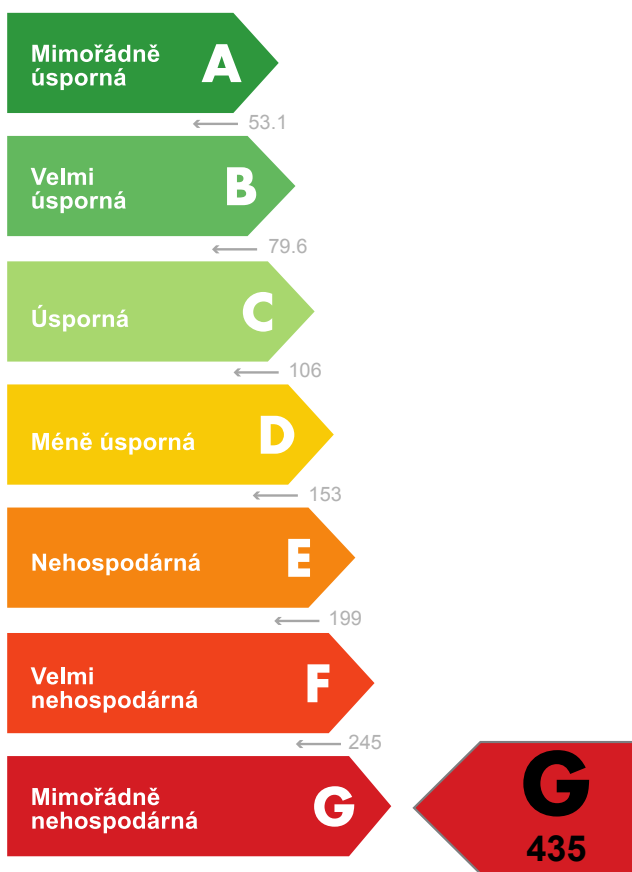 Mimořádně
úsporná
A
53.1
Velmi
úsporná
B
79.6
Úsporná
C
106
Méně úsporná
D
153
Nehospodárná
E
199
Velmi
nehospodárná
F
245
Mimořádně
nehospodárná
G
G
435